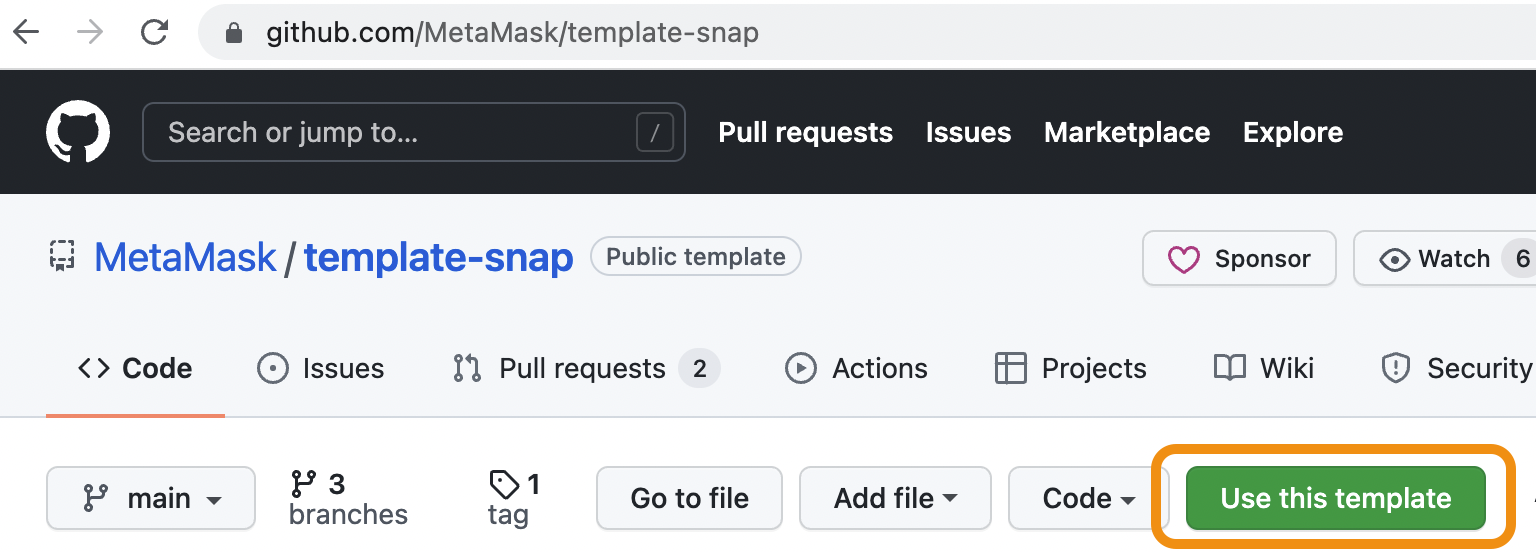 github.com/MetaMask/template-snap
Search or jump to... /
Pull requests Issues Marketplace Explore
MetaMask / template-snap Public template Sponsor Watch 6
Code Issues Pull requests 2 Actions Projects Wiki Security
main 3 branches 1 tag Go to file Add file Code Use this template